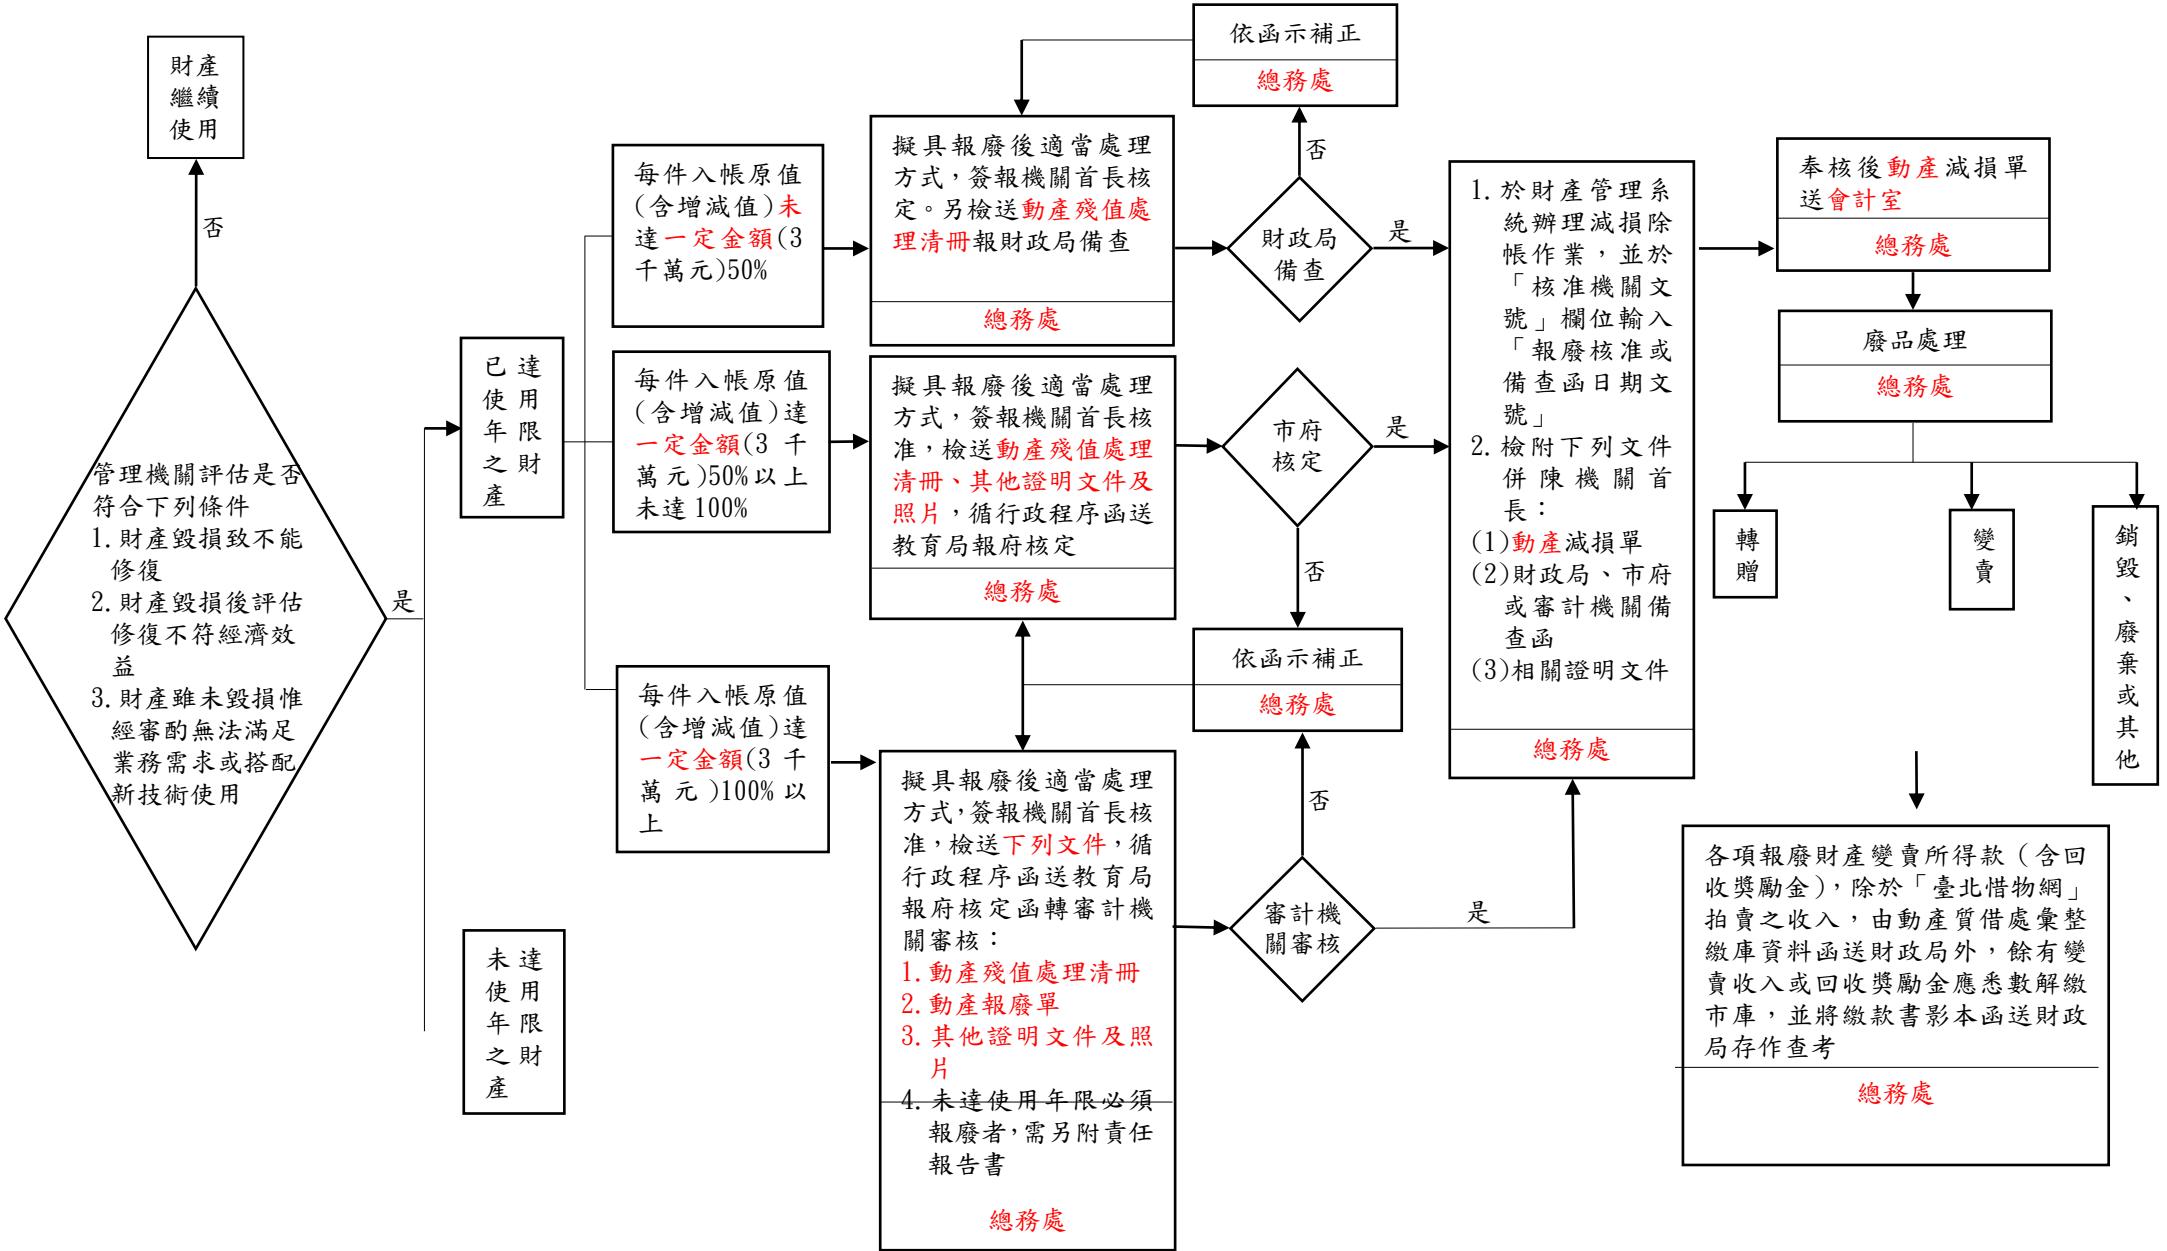 財產
繼續
使用
否
管理機關評估是否
符合下列條件
1.財產毀損致不能
修復
2.財產毀損後評估
修復不符經濟效
益
3.財產雖未毀損惟
經審酌無法滿足
業務需求或搭配
新技術使用
是
已達
使用
年限
之財
產
未達
使用
年限
之財
產
每件入帳原值
(含增減值)未
達一定金額(3
千萬元)50%
每件入帳原值
(含增減值)達
一定金額(3 千
萬元)50%以上
未達 100%
每件入帳原值
(含增減值)達
一定金額(3 千
萬元)100%以
上
擬具報廢後適當處理
方式，簽報機關首長核
定。另檢送動產殘值處
理清冊報財政局備查
總務處
擬具報廢後適當處理
方式，簽報機關首長核
准，檢送動產殘值處理
清冊、其他證明文件及
照片，循行政程序函送
教育局報府核定
總務處
擬具報廢後適當處理
方式，簽報機關首長核
准，檢送下列文件，循
行政程序函送教育局
報府核定函轉審計機
關審核：
1.動產殘值處理清冊
2.動產報廢單
3.其他證明文件及照
片
4.未達使用年限必須
報廢者，需另附責任
報告書
總務處
依函示補正
總務處
否
財政局
備查
是
市府
核定
是
否
依函示補正
總務處
否
審計機
關審核
是
1.於財產管理系
統辦理減損除
帳作業，並於
「核准機關文
號」欄位輸入
「報廢核准或
備查函日期文
號」
2.檢附下列文件
併陳機關首
長：
(1)動產減損單
(2)財政局、市府
或審計機關備
查函
(3)相關證明文件
總務處
奉核後動產減損單
送會計室
總務處
廢品處理
總務處
轉
贈
變
賣
銷
毀
、
廢
棄
或
其
他
各項報廢財產變賣所得款（含回
收獎勵金），除於「臺北惜物網」
拍賣之收入，由動產質借處彙整
繳庫資料函送財政局外，餘有變
賣收入或回收獎勵金應悉數解繳
市庫，並將繳款書影本函送財政
局存作查考
總務處